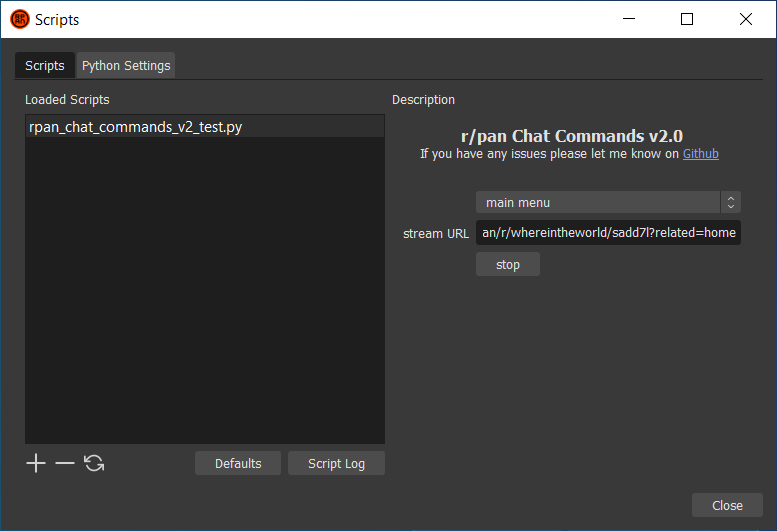 Scripts
Scripts
Python Settings
Loaded Scripts
rpan_chat_commands_v2_test.py
Defaults
Script Log
Description
r/pan Chat Commands v2.0
If you have any issues please let me know on Github
main menu
stream URL
an/r/whereintheworld/sadd7l?related=home
stop
Close